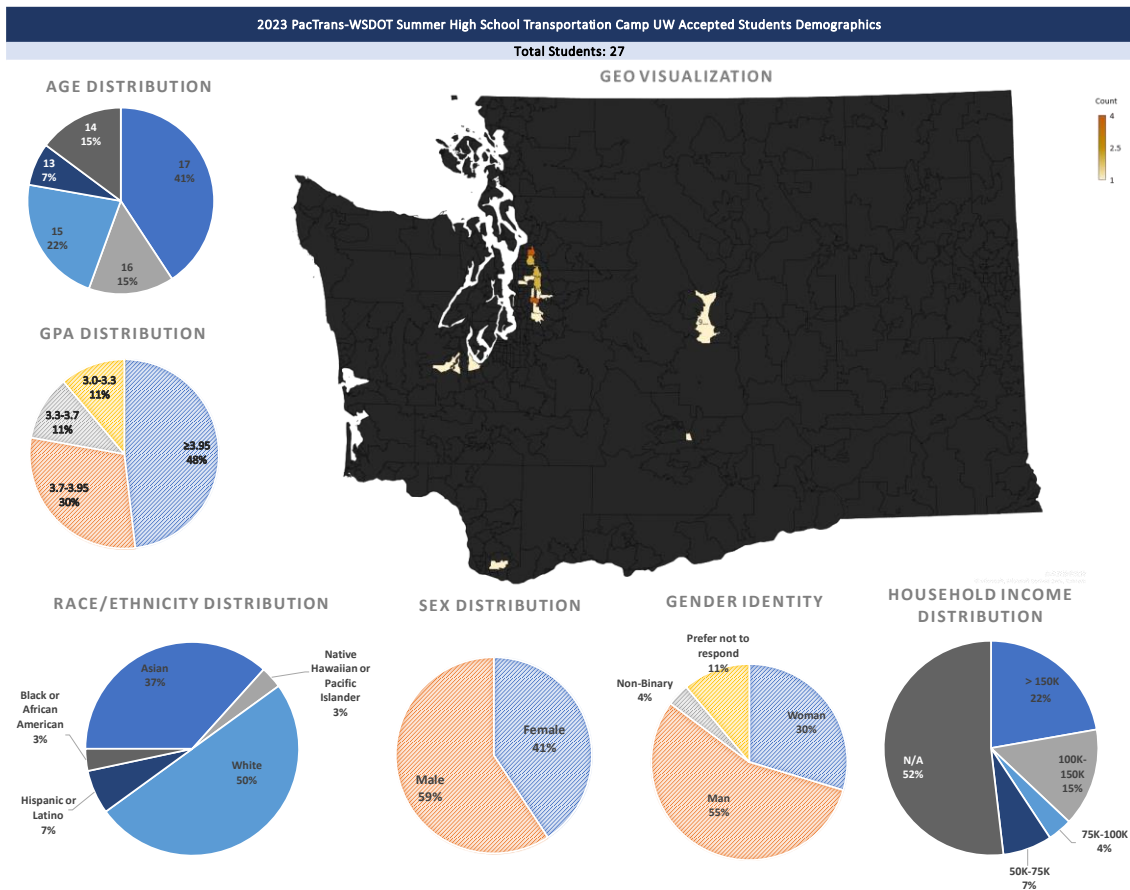 2023 PacTrans-WSDOT Summer High School Transportation Camp UW Accepted Students Demographics
Total Students: 27
AGE DISTRIBUTION
14
15%
17
41%
13
7%
15
22%
16
15%
GEO VISUALIZATION
Count
4
2.5
1
GPA DISTRIBUTION
3.0-3.3
11%
3.3-3.7
11%
≥3.95
48%
3.7-3.95
30%
RACE/ETHNICITY DISTRIBUTION
Asian
37%
Native
Hawaiian or
Pacific
Islander
3%
Black or
African
American
3%
White
50%
Hispanic or
Latino
7%
SEX DISTRIBUTION
Female
41%
Male
59%
GENDER IDENTITY
Prefer not to
respond
11%
Non-Binary
4%
Woman
30%
Man
55%
HOUSEHOLD INCOME
DISTRIBUTION
> 150K
22%
N/A
52%
100K-
150K
15%
75K-100K
4%
50K-75K
7%